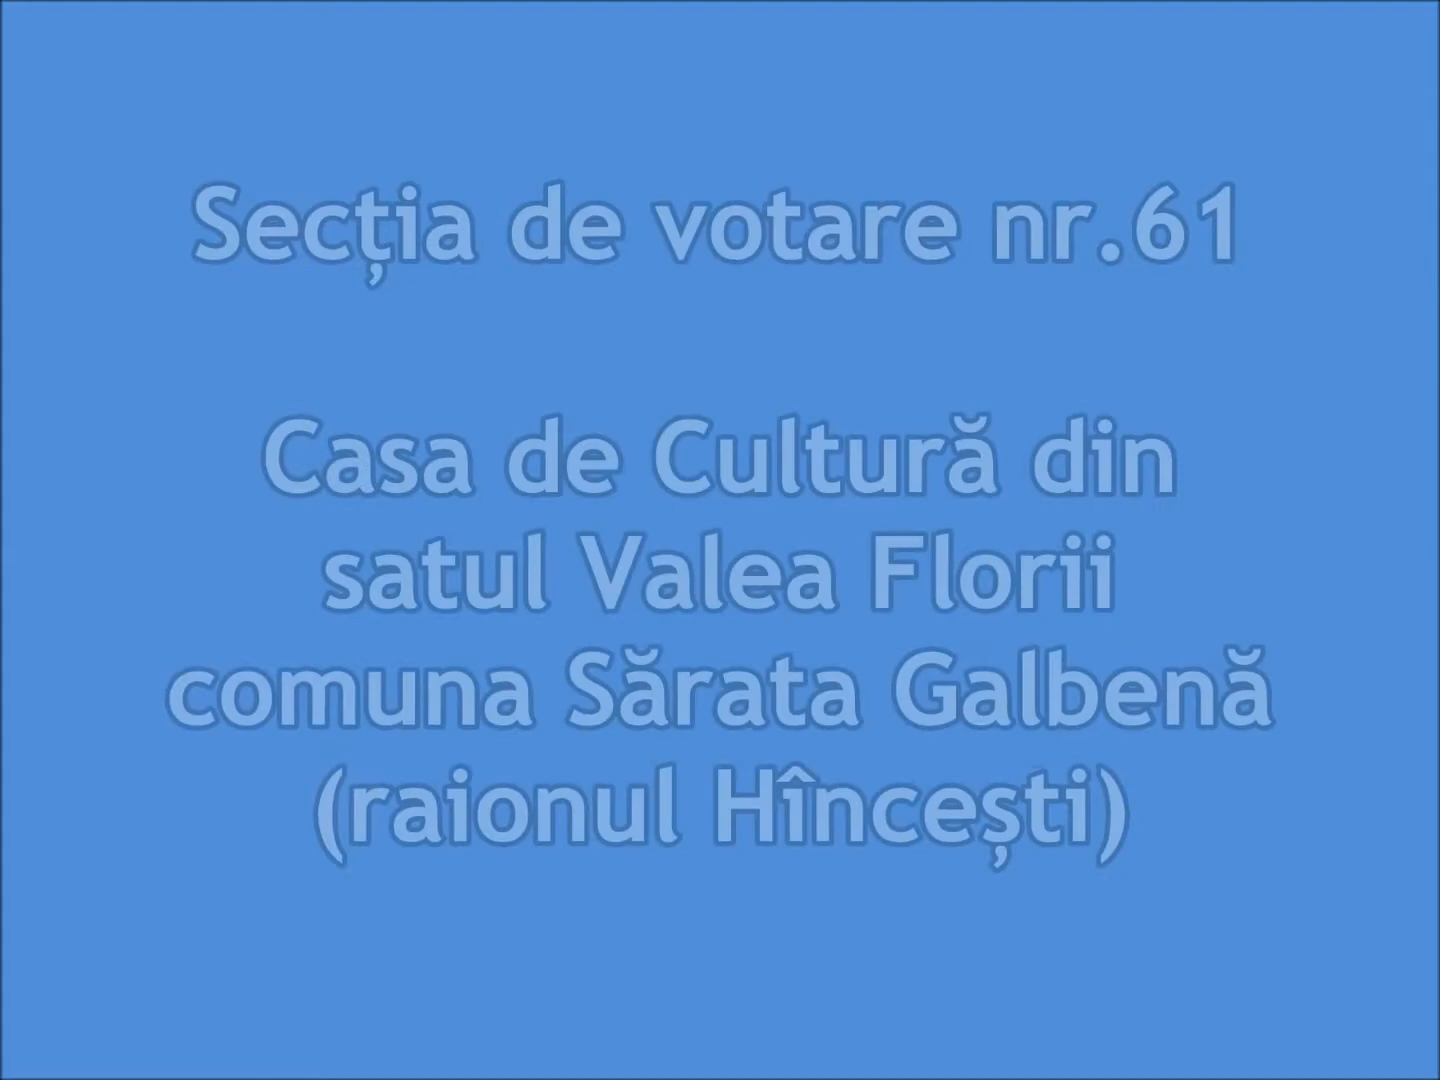 Secția de votare nr.61
Casa de Cultură din
satul Valea Florii
comuna Sărata Galbenă
(raionul Hîncești)